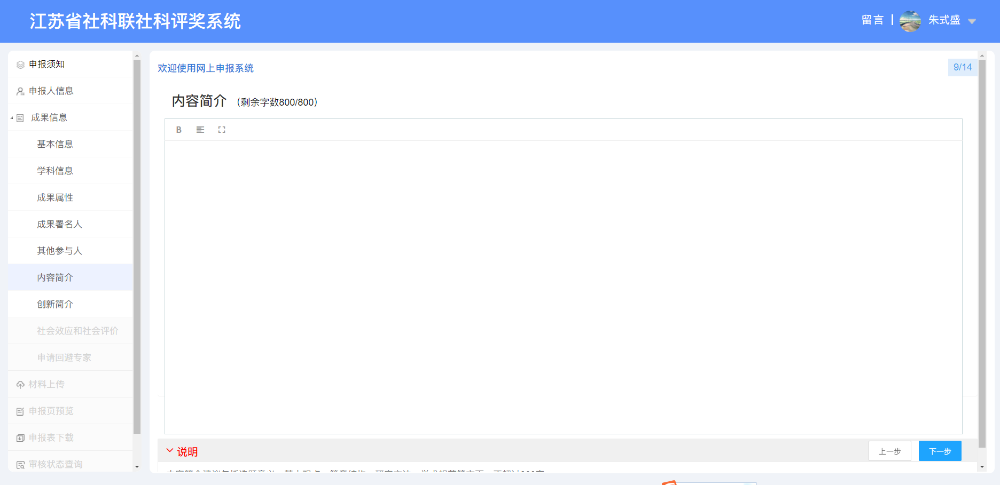 江苏省社科联社科评奖系统
留言
朱式盛
申报须知
申报人信息
成果信息
基本信息
学科信息
成果属性
成果署名人
其他参与人
内容简介
创新简介
社会效应和社会评价
申请回避专家
材料上传
申报页预览
申报表下载
审核状态查询
欢迎使用网上申报系统
9/14
内容简介 （剩余字数800/800）
B
说明
上一步
下一步